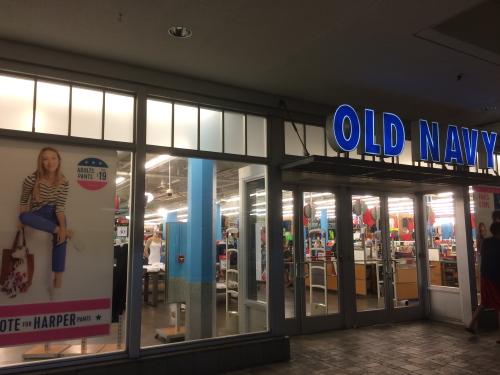 OLD NAVY
ADULTS
PANTS
$19
OTE FOR HARPER PANTS